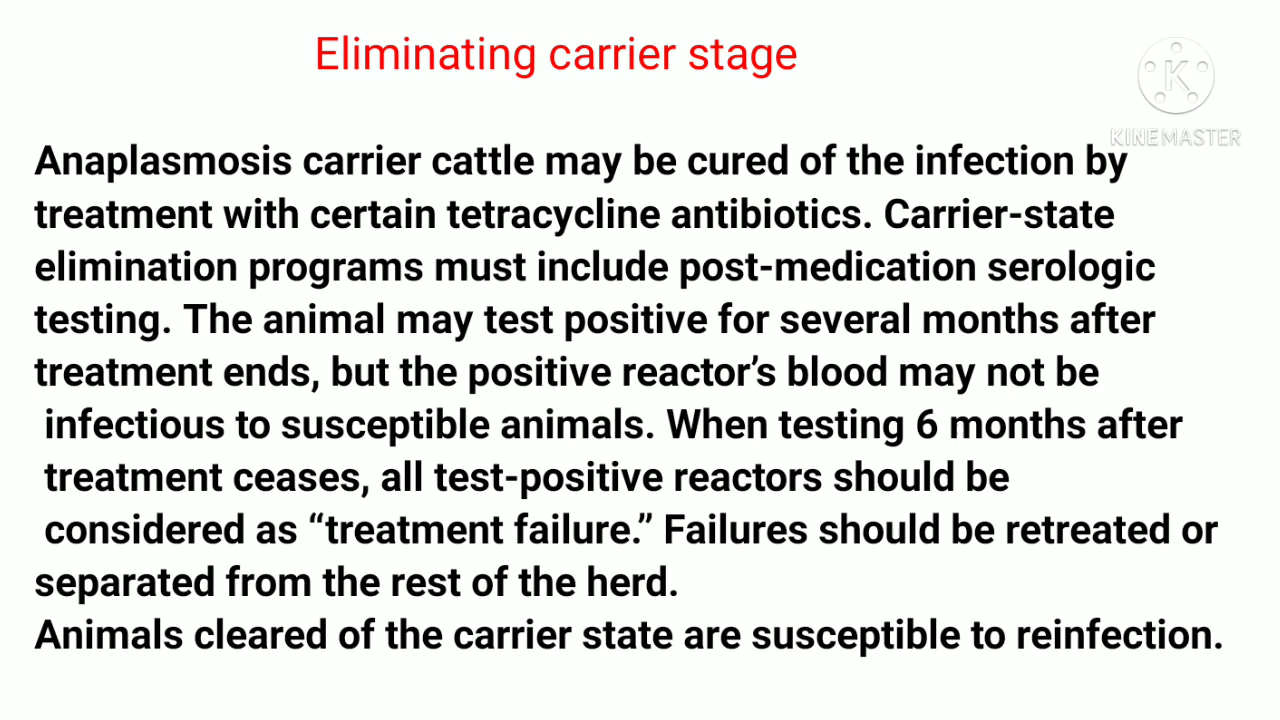 Eliminating carrier stage
K
KINEMASTER
Anaplasmosis carrier cattle may be cured of the infection by
treatment with certain tetracycline antibiotics. Carrier-state
elimination programs must include post-medication serologic
testing. The animal may test positive for several months after
treatment ends, but the positive reactor’s blood may not be
infectious to susceptible animals. When testing 6 months after
treatment ceases, all test-positive reactors should be
considered as “treatment failure.” Failures should be retreated or
separated from the rest of the herd.
Animals cleared of the carrier state are susceptible to reinfection.